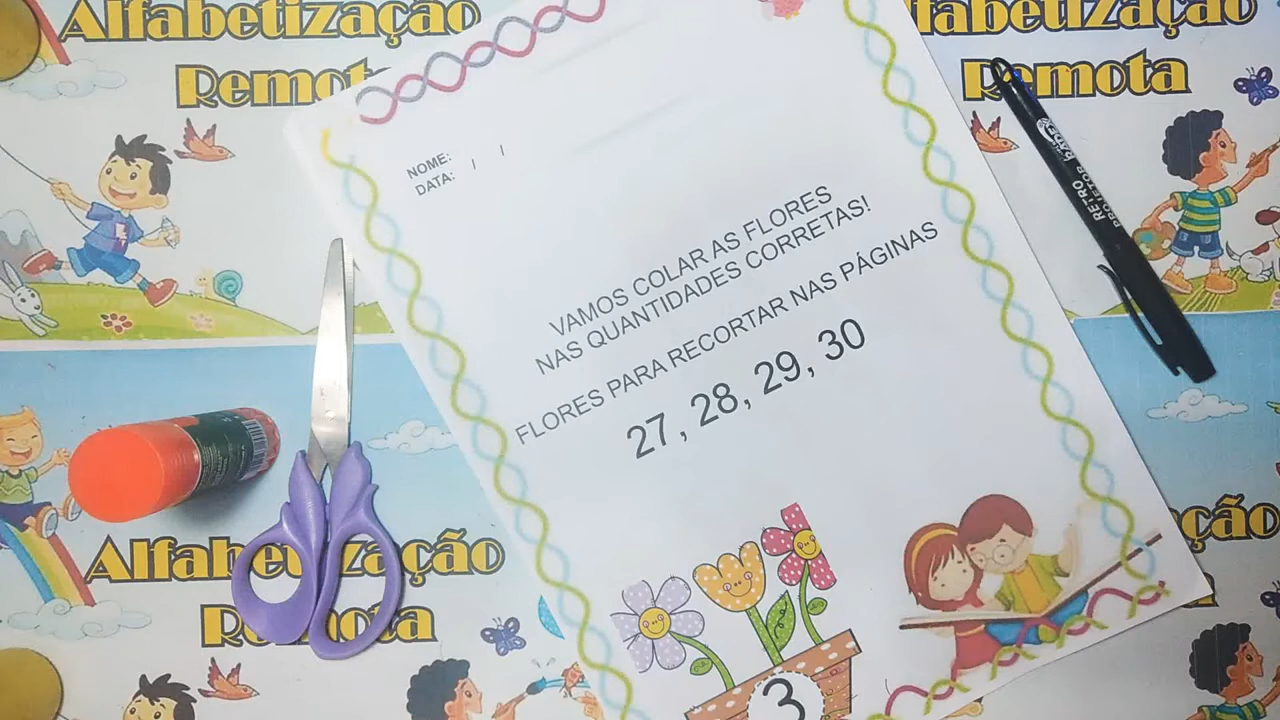 Alfabetização
Remota
Alfabetização
Remota
NOME:
DATA: / /
VAMOS COLAR AS FLORES
NAS QUANTIDADES CORRETAS!
FLORES PARA RECORTAR NAS PÁGINAS
27, 28, 29, 30
3
RETRO
PROJETOR
Alfabetização
Remota